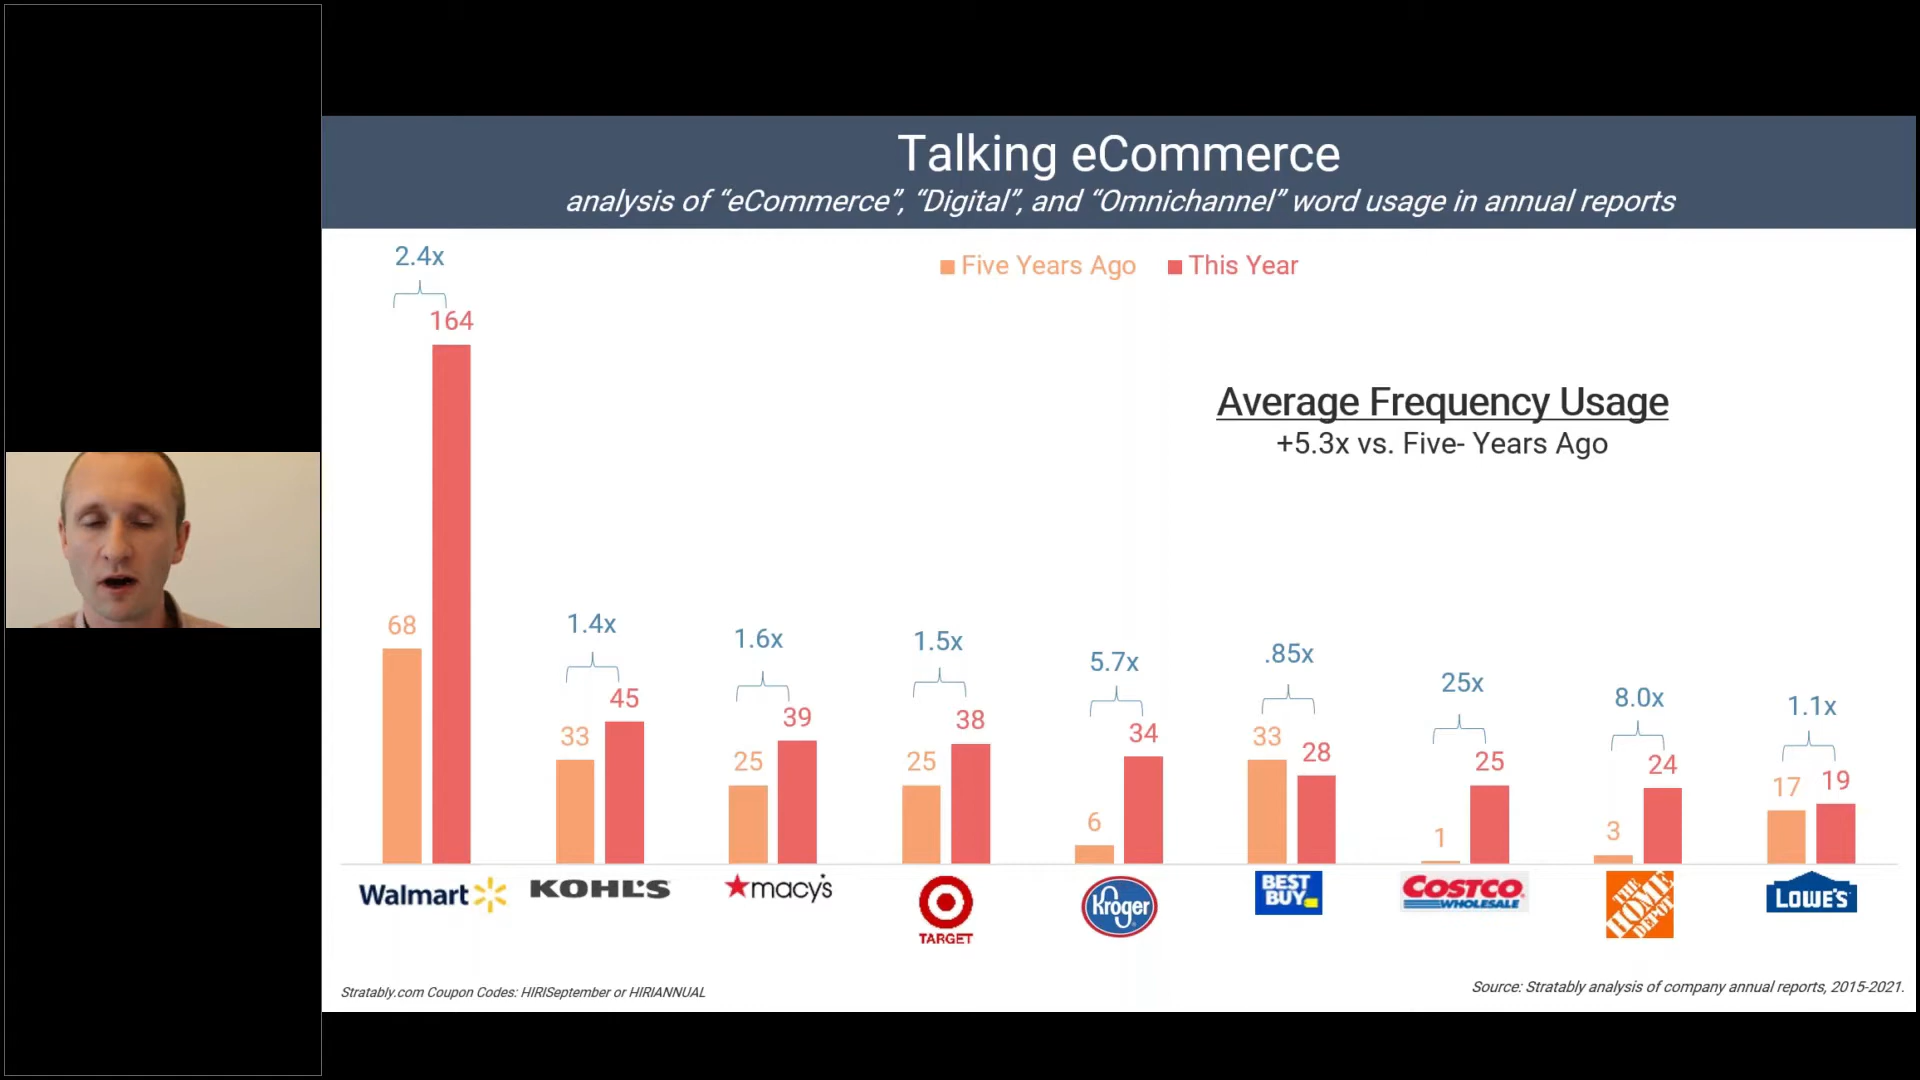 Talking eCommerce
analysis of “eCommerce”, “Digital”, and “Omnichannel” word usage in annual reports
Five Years Ago
This Year
Average Frequency Usage
+5.3x vs. Five- Years Ago
2.4x
68
164
1.4x
33
45
1.6x
25
39
1.5x
25
38
5.7x
6
34
.85x
33
28
25x
1
25
8.0x
3
24
1.1x
17
19
Walmart
KOHL'S
macy's
TARGET
Kroger
BEST
BUY
COSTCO
WHOLESALE
THE
HOME
DEPOT
LOWE'S
Stratably.com Coupon Codes: HIRISeptember or HIRIANNUAL
Source: Stratably analysis of company annual reports, 2015-2021.